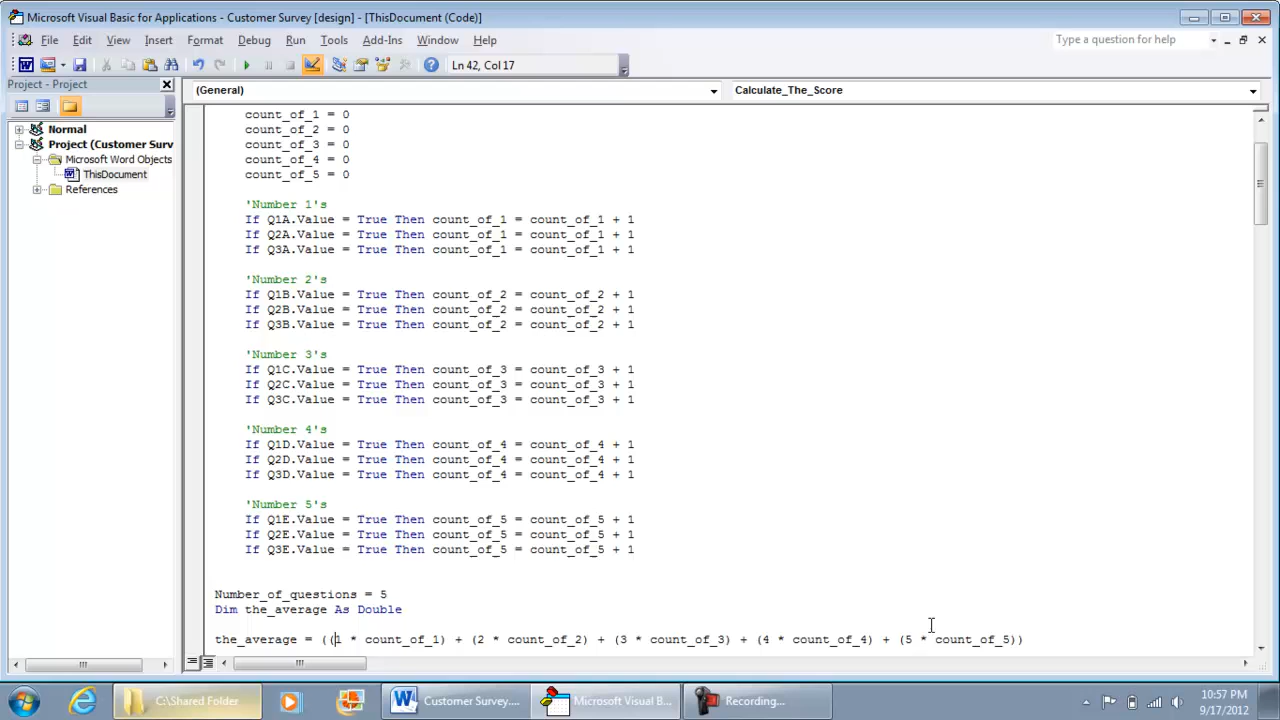 Microsoft Visual Basic for Applications - Customer Survey [design] - [ThisDocument (Code)]
File Edit View Insert Format Debug Run Tools Add-Ins Window Help
Type a question for help
Ln 42, Col 17
Project - Project
(General)
Calculate_The_Score
Normal
Project (Customer Surv
Microsoft Word Objects
ThisDocument
References
count_of_1 = 0
count_of_2 = 0
count_of_3 = 0
count_of_4 = 0
count_of_5 = 0
'Number 1's
If Q1A.Value = True Then count_of_1 = count_of_1 + 1
If Q2A.Value = True Then count_of_1 = count_of_1 + 1
If Q3A.Value = True Then count_of_1 = count_of_1 + 1
'Number 2's
If Q1B.Value = True Then count_of_2 = count_of_2 + 1
If Q2B.Value = True Then count_of_2 = count_of_2 + 1
If Q3B.Value = True Then count_of_2 = count_of_2 + 1
'Number 3's
If Q1C.Value = True Then count_of_3 = count_of_3 + 1
If Q2C.Value = True Then count_of_3 = count_of_3 + 1
If Q3C.Value = True Then count_of_3 = count_of_3 + 1
'Number 4's
If Q1D.Value = True Then count_of_4 = count_of_4 + 1
If Q2D.Value = True Then count_of_4 = count_of_4 + 1
If Q3D.Value = True Then count_of_4 = count_of_4 + 1
'Number 5's
If Q1E.Value = True Then count_of_5 = count_of_5 + 1
If Q2E.Value = True Then count_of_5 = count_of_5 + 1
If Q3E.Value = True Then count_of_5 = count_of_5 + 1
Number_of_questions = 5
Dim the_average As Double
the_average = ((1 * count_of_1) + (2 * count_of_2) + (3 * count_of_3) + (4 * count_of_4) + (5 * count_of_5))
C:\Shared Folder
Customer Survey....
Microsoft Visual B...
Recording...
10:57 PM
9/17/2012